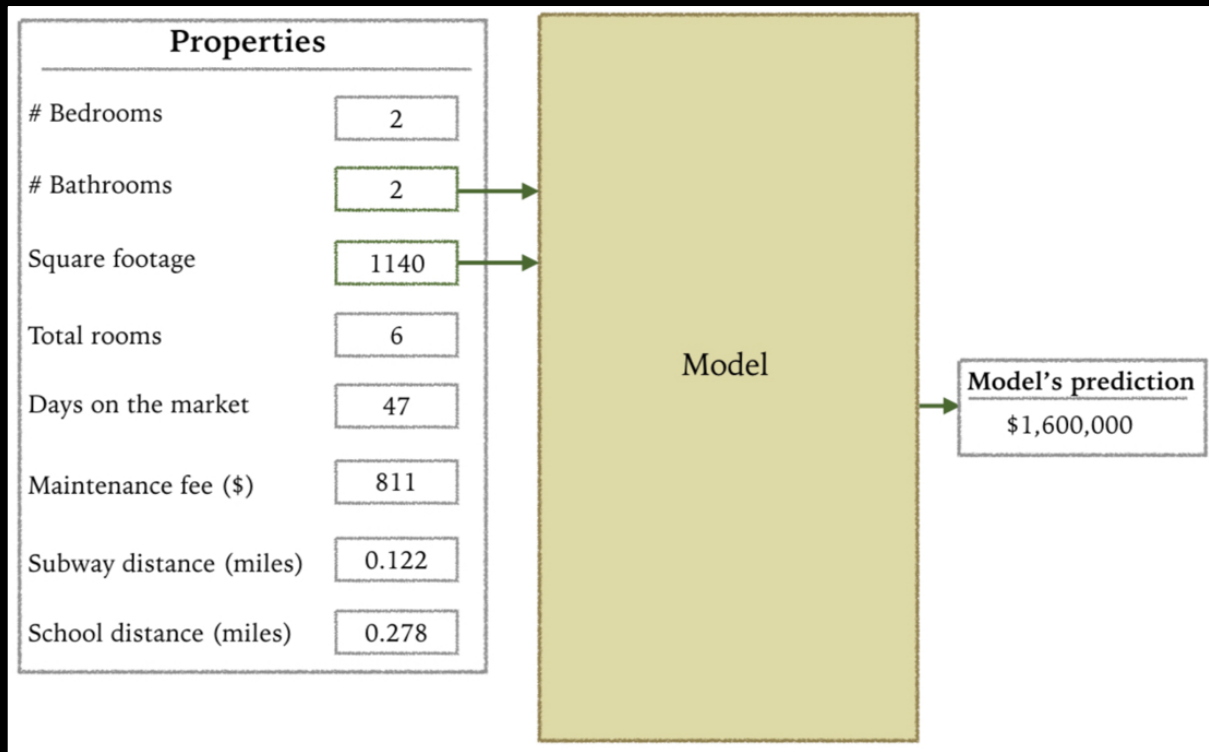 Properties
# Bedrooms 2
# Bathrooms 2
Square footage 1140
Total rooms 6
Days on the market 47
Maintenance fee ($) 811
Subway distance (miles) 0.122
School distance (miles) 0.278
Model
Model's prediction
$1,600,000